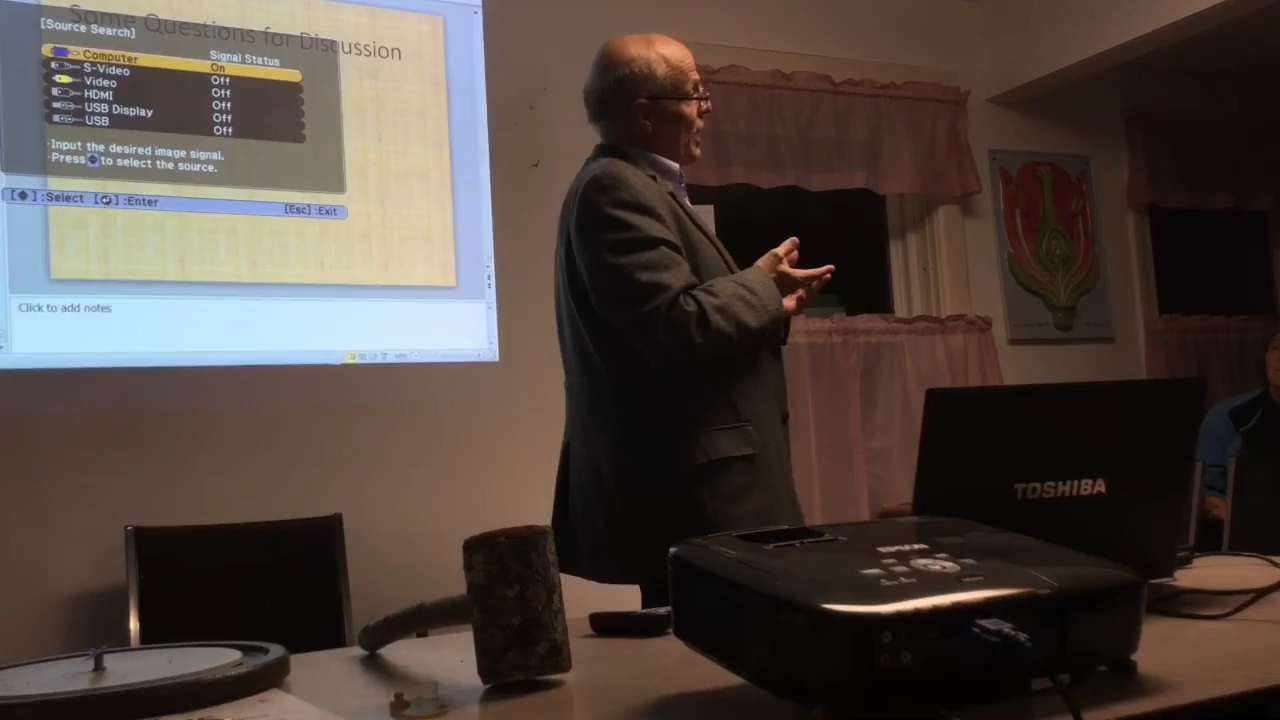 Some Questions for Discussion
[Source Search]
Signal Status
Computer On
S-Video Off
Video Off
HDMI Off
USB Display Off
USB Off
·Input the desired image signal.
·Press to select the source.
[ ]:Select [ ]:Enter
[Esc]:Exit
Click to add notes
TOSHIBA
EPSON